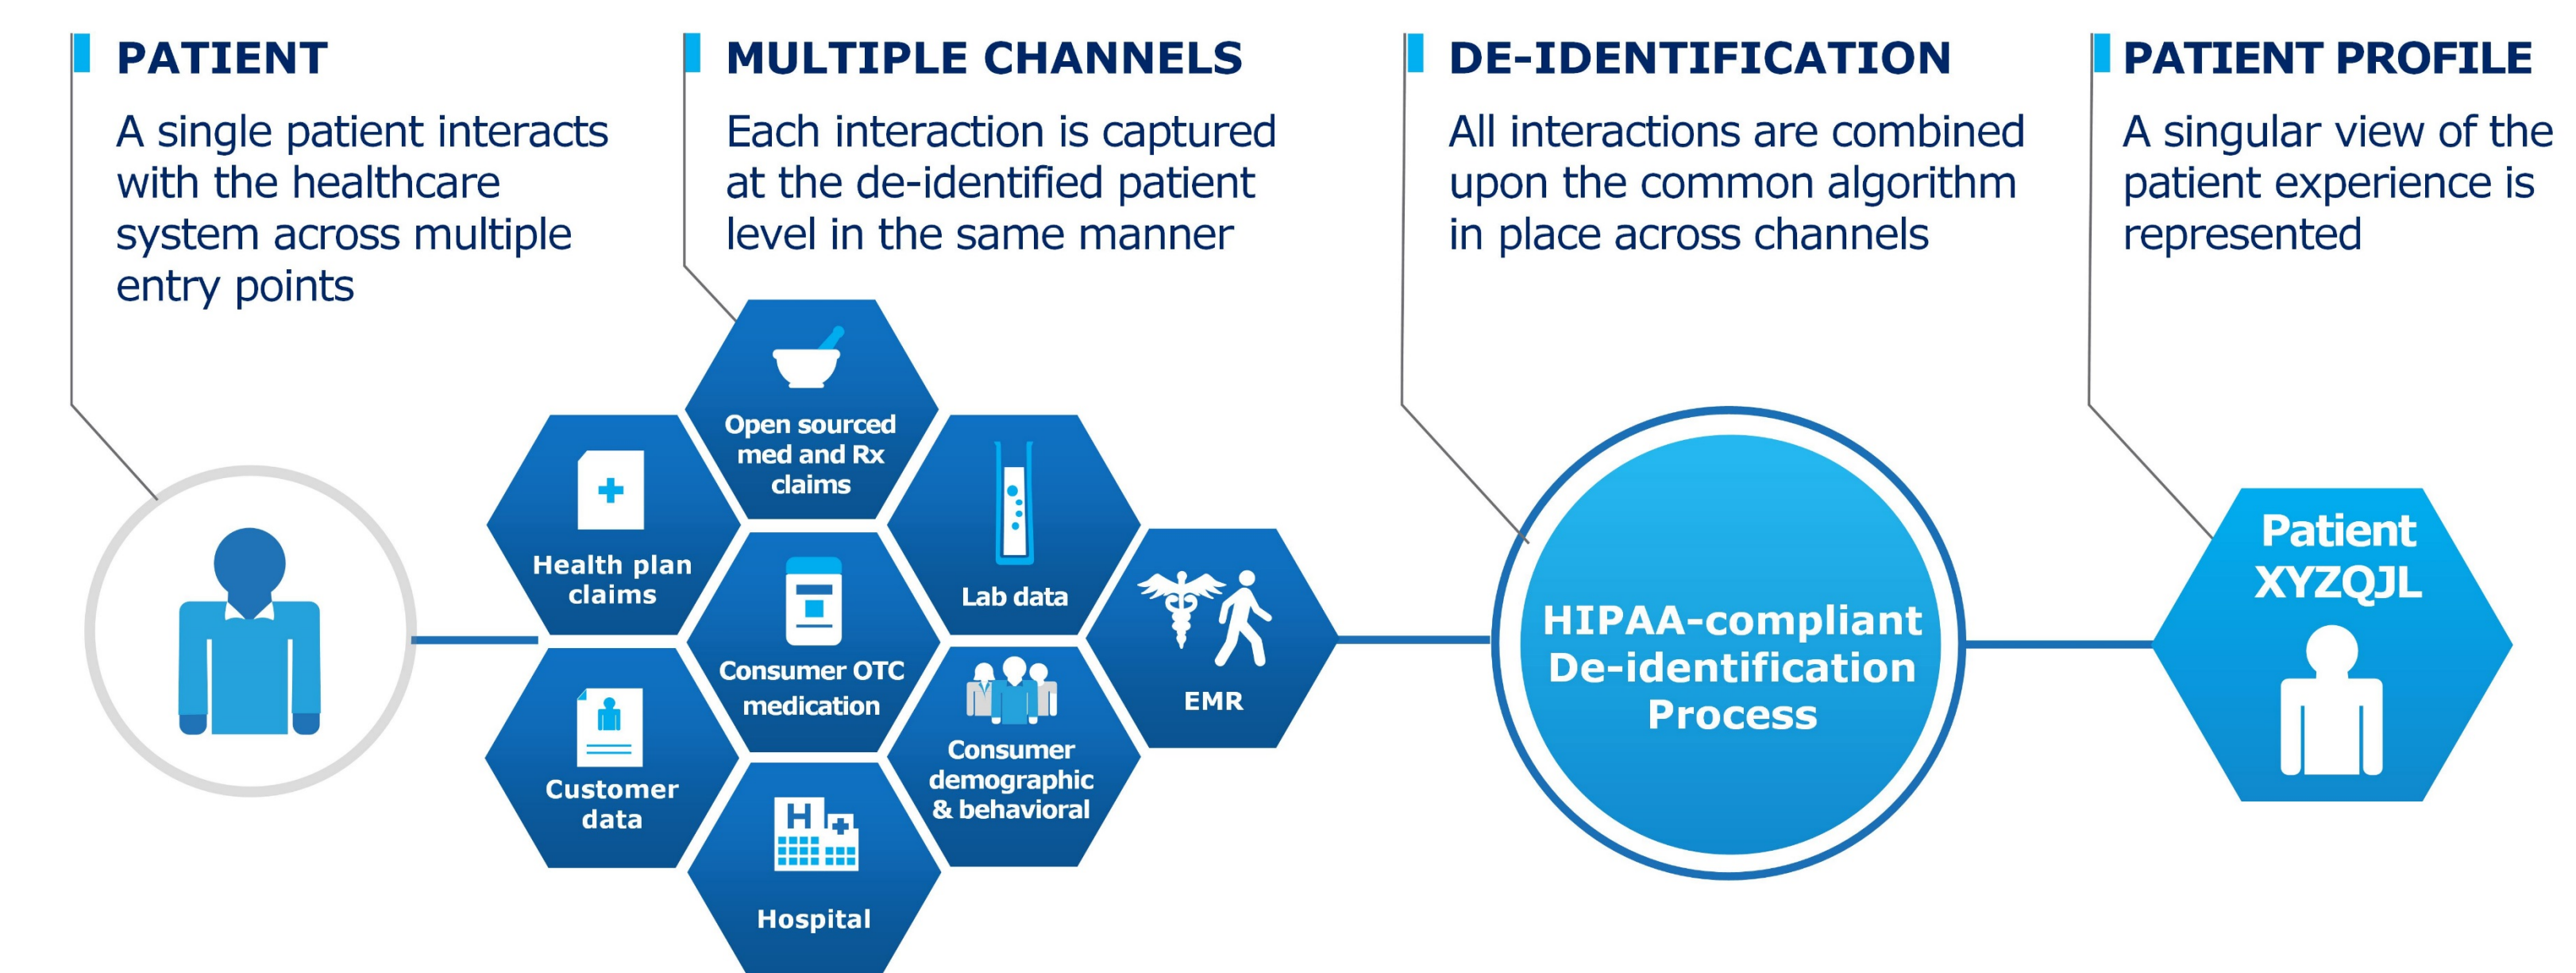 PATIENT
A single patient interacts
with the healthcare
system across multiple
entry points
MULTIPLE CHANNELS
Each interaction is captured
at the de-identified patient
level in the same manner
DE-IDENTIFICATION
All interactions are combined
upon the common algorithm
in place across channels
PATIENT PROFILE
A singular view of the
patient experience is
represented
Open sourced
med and Rx
claims
Health plan
claims
Lab data
Consumer OTC
medication
EMR
Customer
data
Consumer
demographic
& behavioral
H
Hospital
HIPAA-compliant
De-identification
Process
Patient
XYZQJL